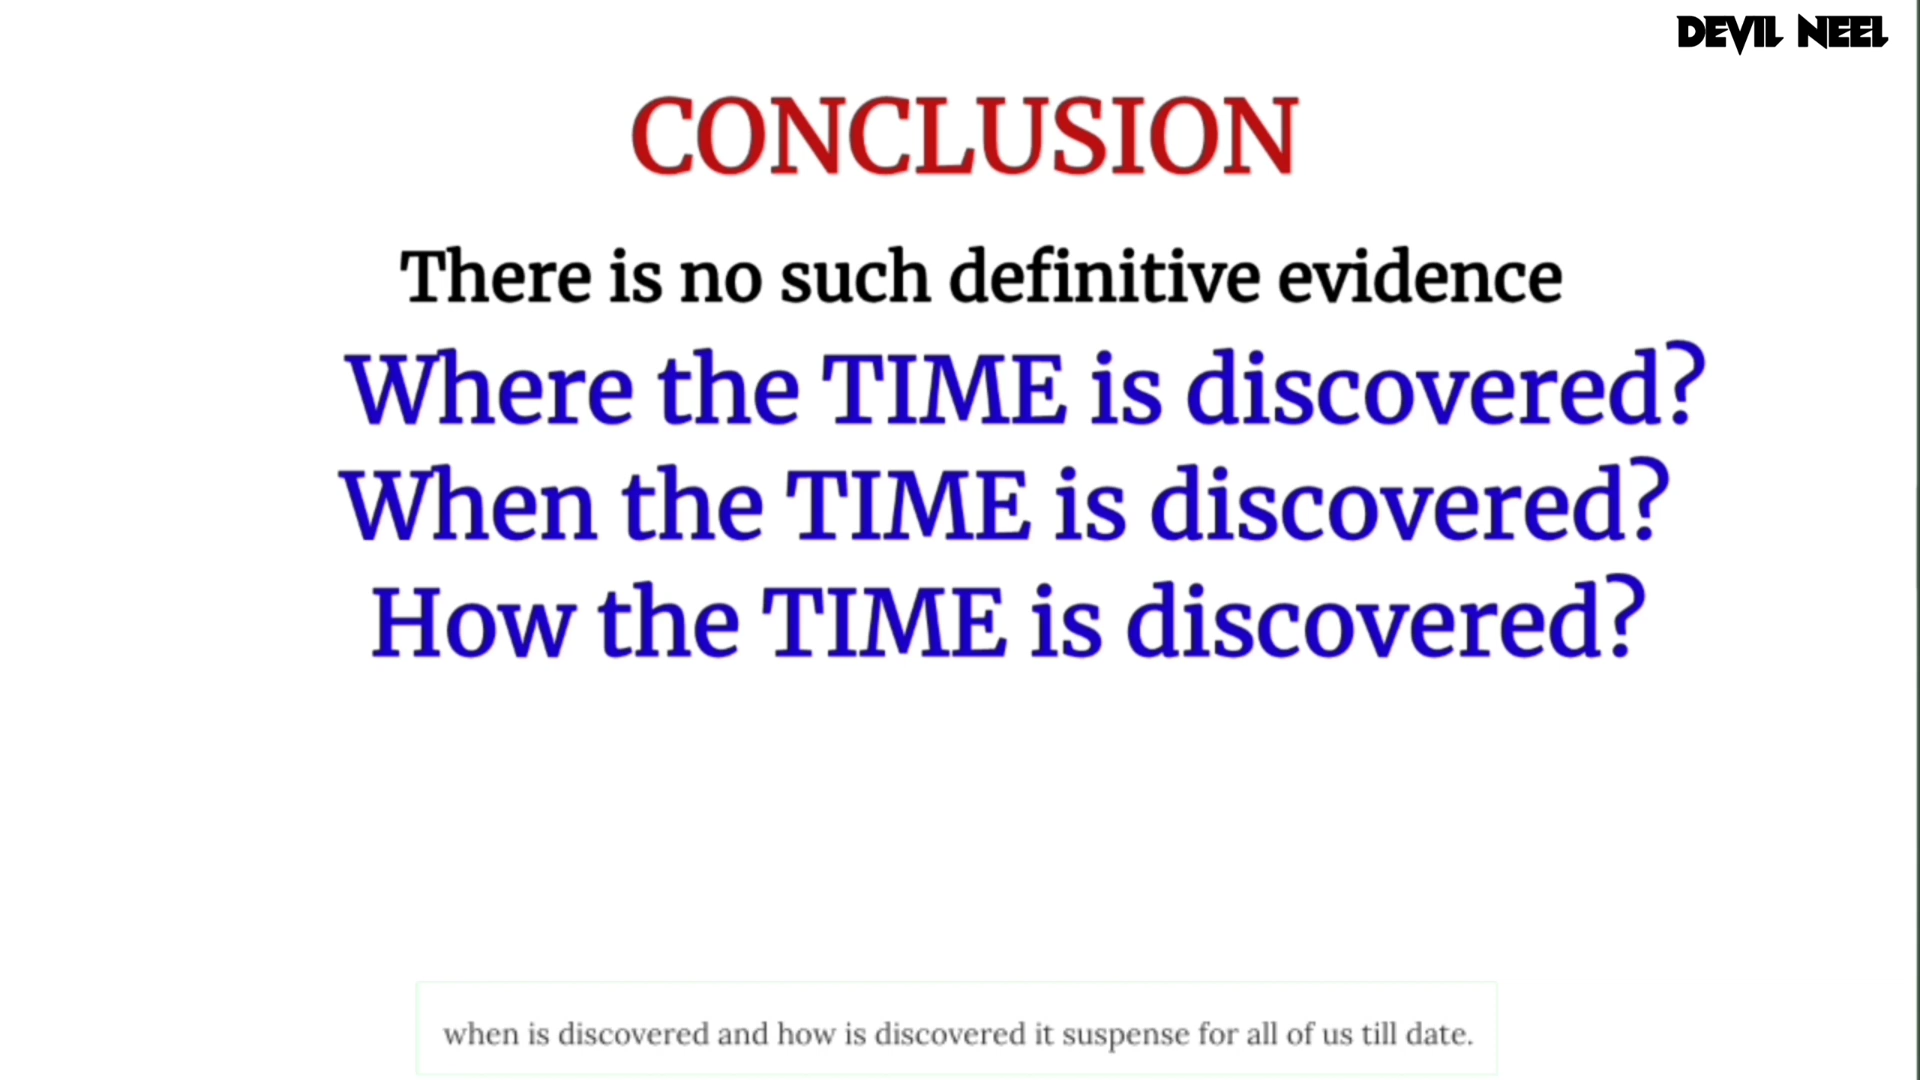 DEVIL NEEL
CONCLUSION
There is no such definitive evidence
Where the TIME is discovered?
When the TIME is discovered?
How the TIME is discovered?
when is discovered and how is discovered it suspense for all of us till date.